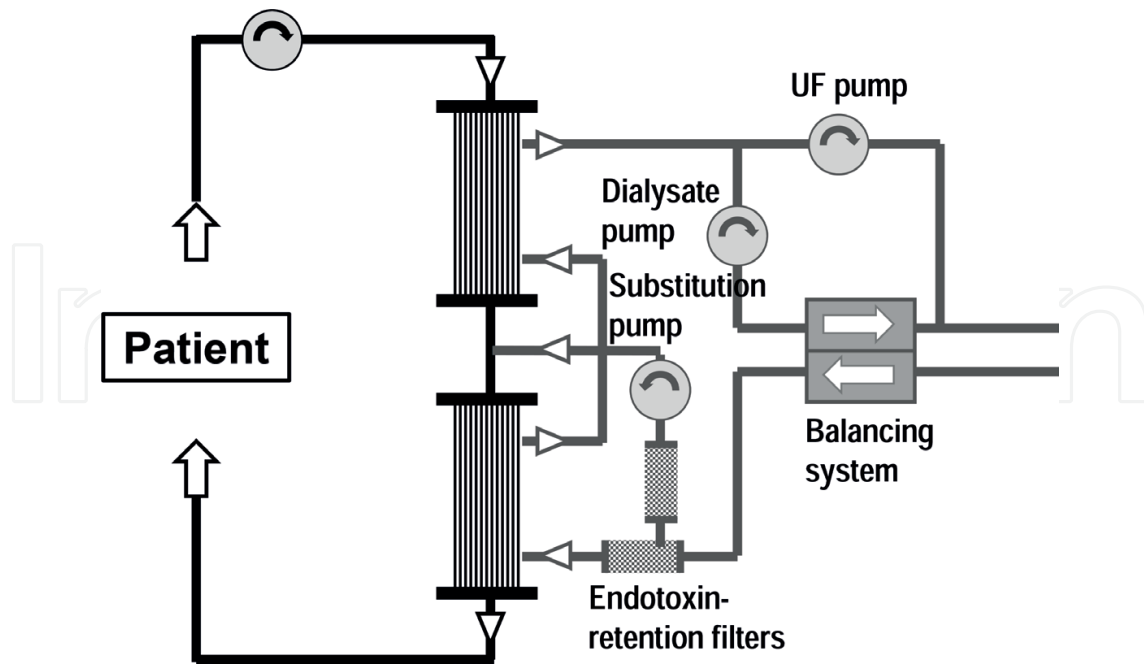 UF pump
Dialysate
pump
Substitution
pump
Patient
Balancing
system
Endotoxin-
retention filters